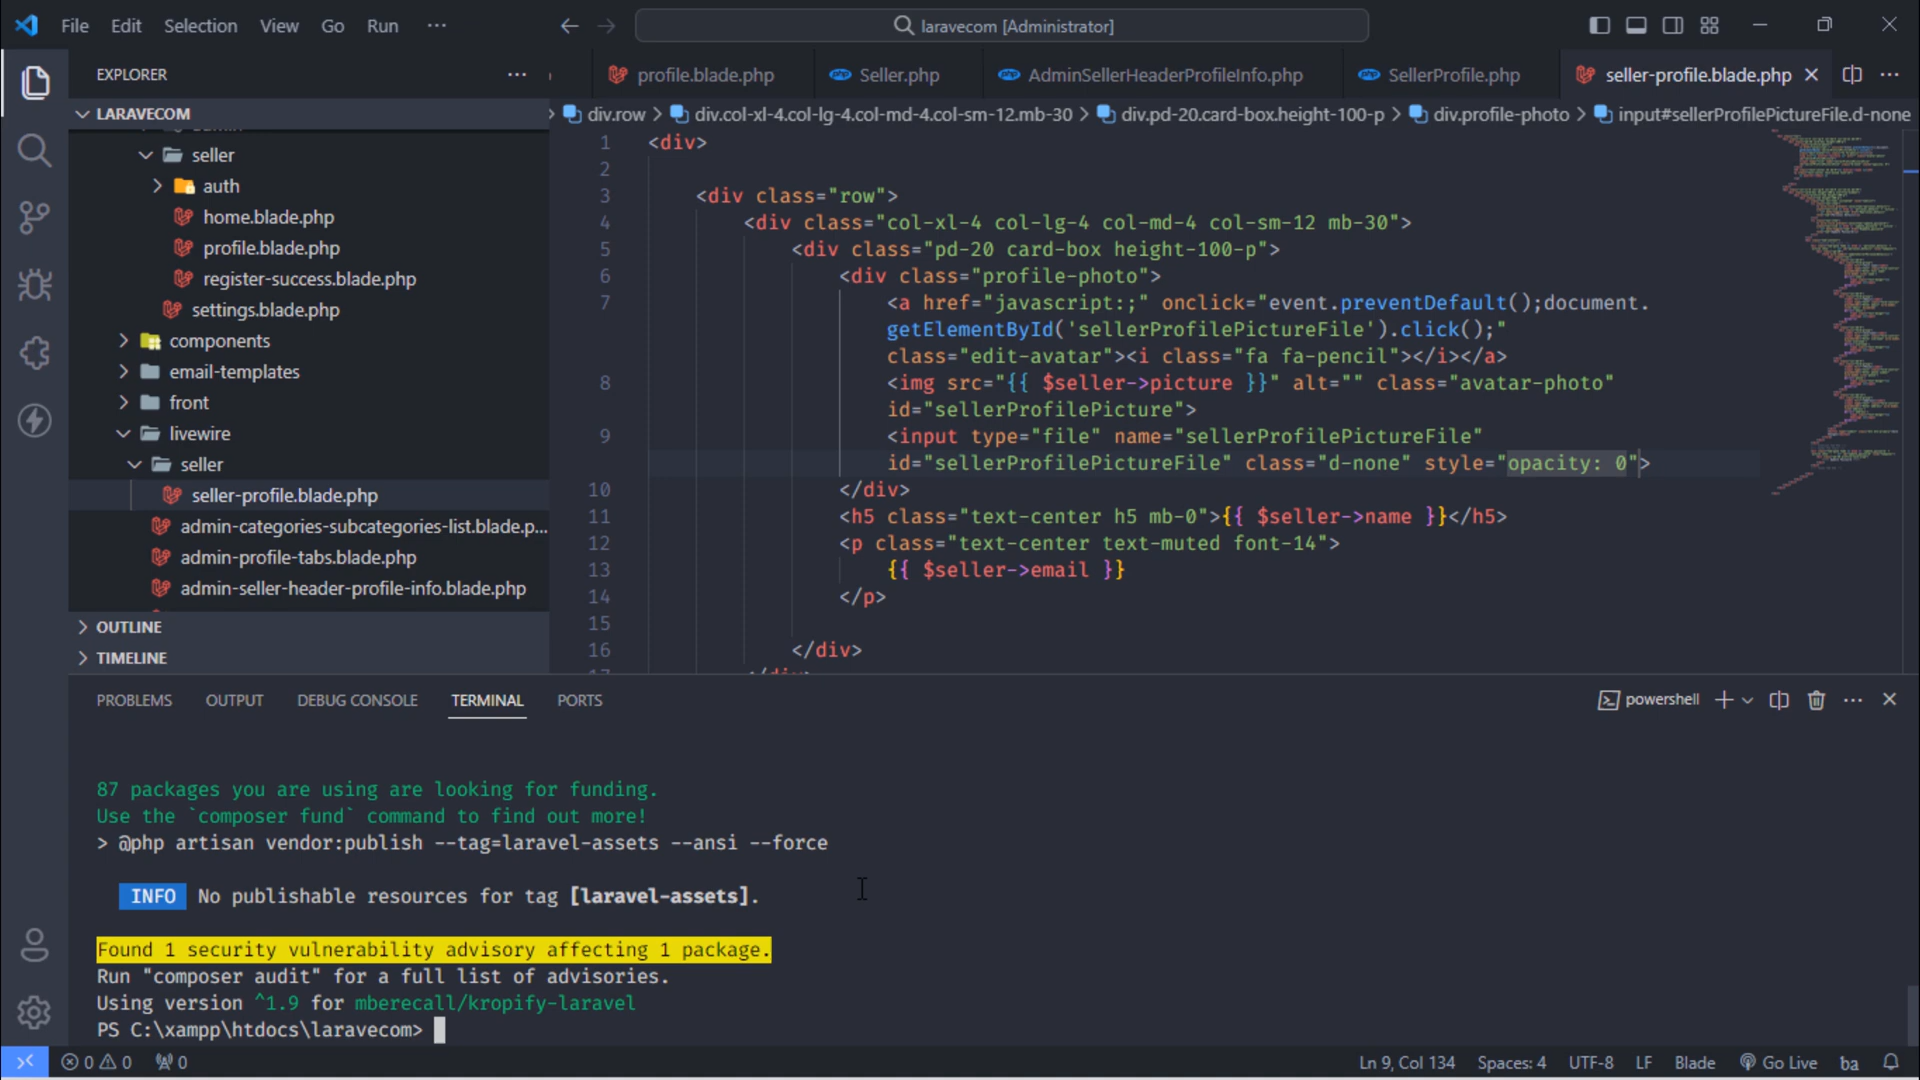 File Edit Selection View Go Run ···
laravecom [Administrator]
EXPLORER ···
profile.blade.php
Seller.php
AdminSellerHeaderProfileInfo.php
SellerProfile.php
seller-profile.blade.php
LARAVECOM
div.row > div.col-xl-4.col-lg-4.col-md-4.col-sm-12.mb-30 > div.pd-20.card-box.height-100-p > div.profile-photo > input#sellerProfilePictureFile.d-none
seller
auth
home.blade.php
profile.blade.php
register-success.blade.php
settings.blade.php
components
email-templates
front
livewire
seller
seller-profile.blade.php
admin-categories-subcategories-list.blade.p...
admin-profile-tabs.blade.php
admin-seller-header-profile-info.blade.php
OUTLINE
TIMELINE
1 <div>
2
3 <div class="row">
4 <div class="col-xl-4 col-lg-4 col-md-4 col-sm-12 mb-30">
5 <div class="pd-20 card-box height-100-p">
6 <div class="profile-photo">
7 <a href="javascript:;" onclick="event.preventDefault();document.
getElementById('sellerProfilePictureFile').click();"
class="edit-avatar"><i class="fa fa-pencil"></i></a>
8 <img src="{{ $seller->picture }}" alt="" class="avatar-photo"
id="sellerProfilePicture">
9 <input type="file" name="sellerProfilePictureFile"
id="sellerProfilePictureFile" class="d-none" style="opacity: 0">
10 </div>
11 <h5 class="text-center h5 mb-0">{{ $seller->name }}</h5>
12 <p class="text-center text-muted font-14">
13 {{ $seller->email }}
14 </p>
15
16 </div>
PROBLEMS OUTPUT DEBUG CONSOLE TERMINAL PORTS
powershell
87 packages you are using are looking for funding.
Use the `composer fund` command to find out more!
> @php artisan vendor:publish --tag=laravel-assets --ansi --force
INFO No publishable resources for tag [laravel-assets].
Found 1 security vulnerability advisory affecting 1 package.
Run "composer audit" for a full list of advisories.
Using version ^1.9 for mberecall/kropify-laravel
PS C:\xampp\htdocs\laravecom>
0 0 0
Ln 9, Col 134 Spaces: 4 UTF-8 LF Blade Go Live ba